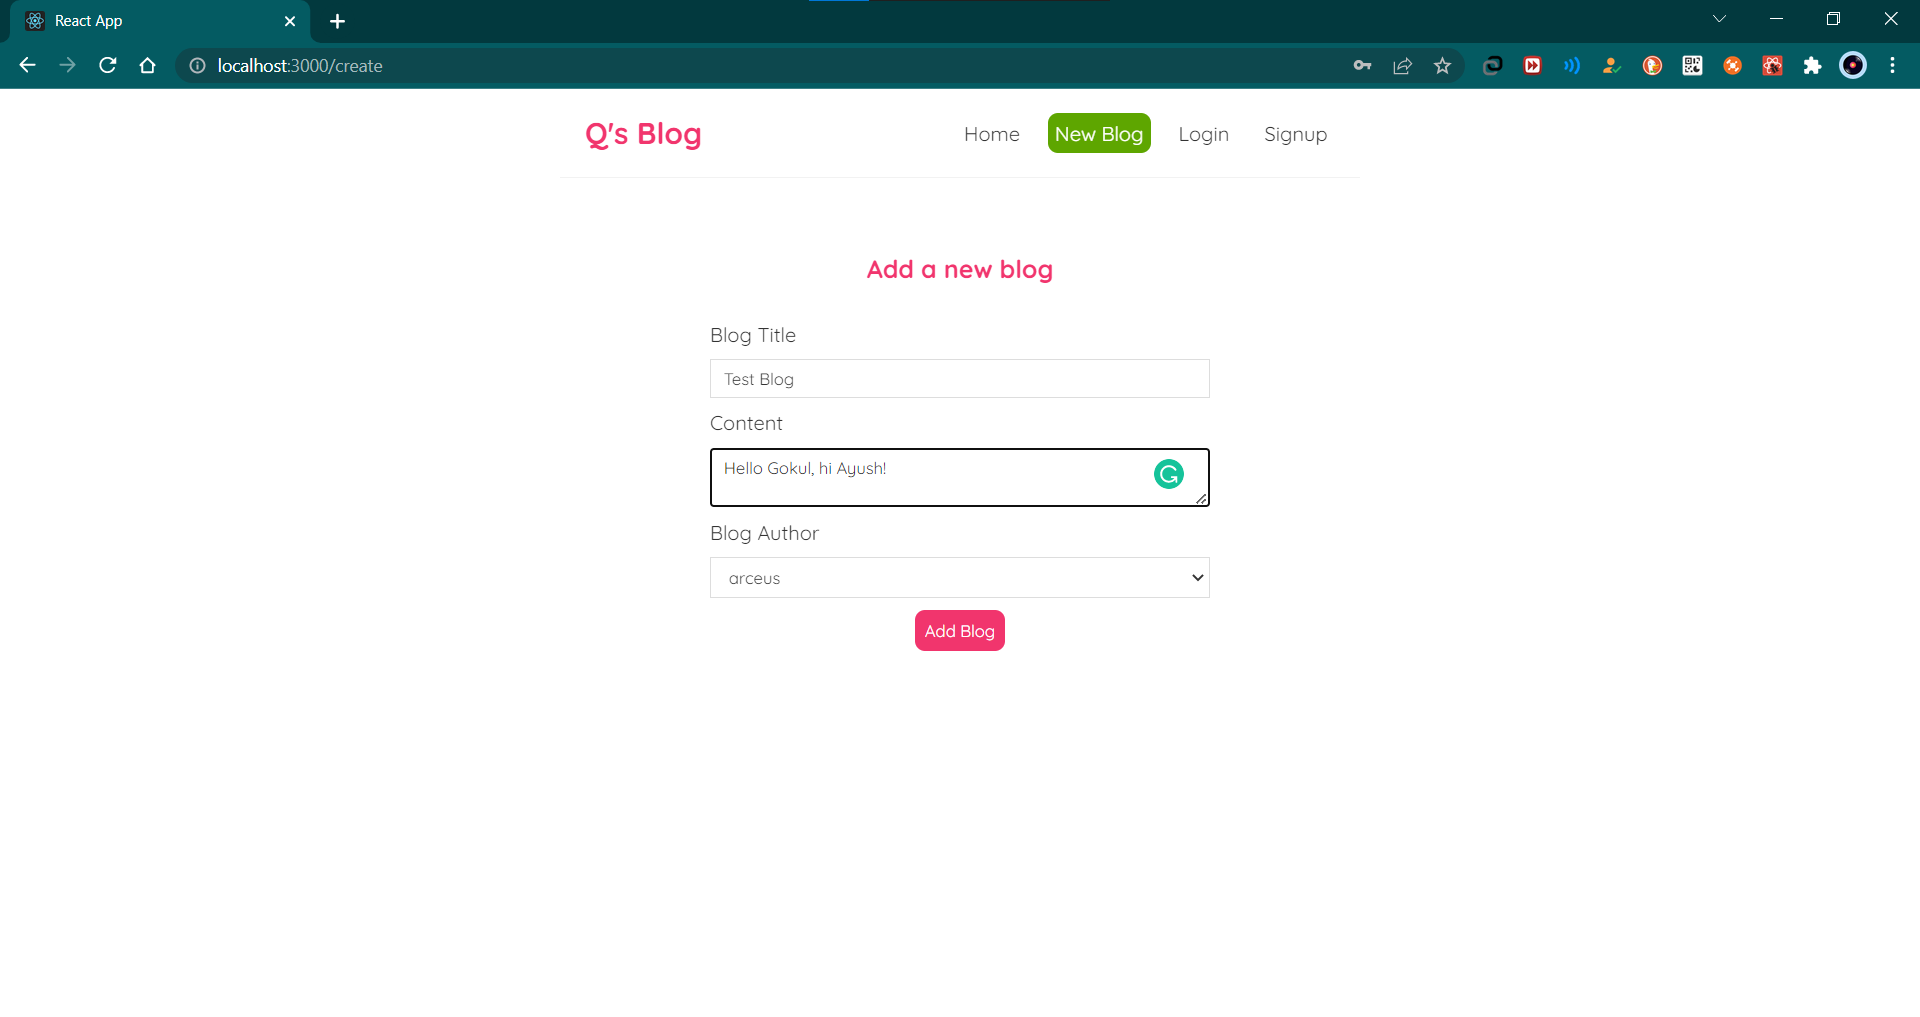 React App
localhost:3000/create
Q's Blog
Home
New Blog
Login
Signup
Add a new blog
Blog Title
Test Blog
Content
Hello Gokul, hi Ayush!
Blog Author
arceus
Add Blog